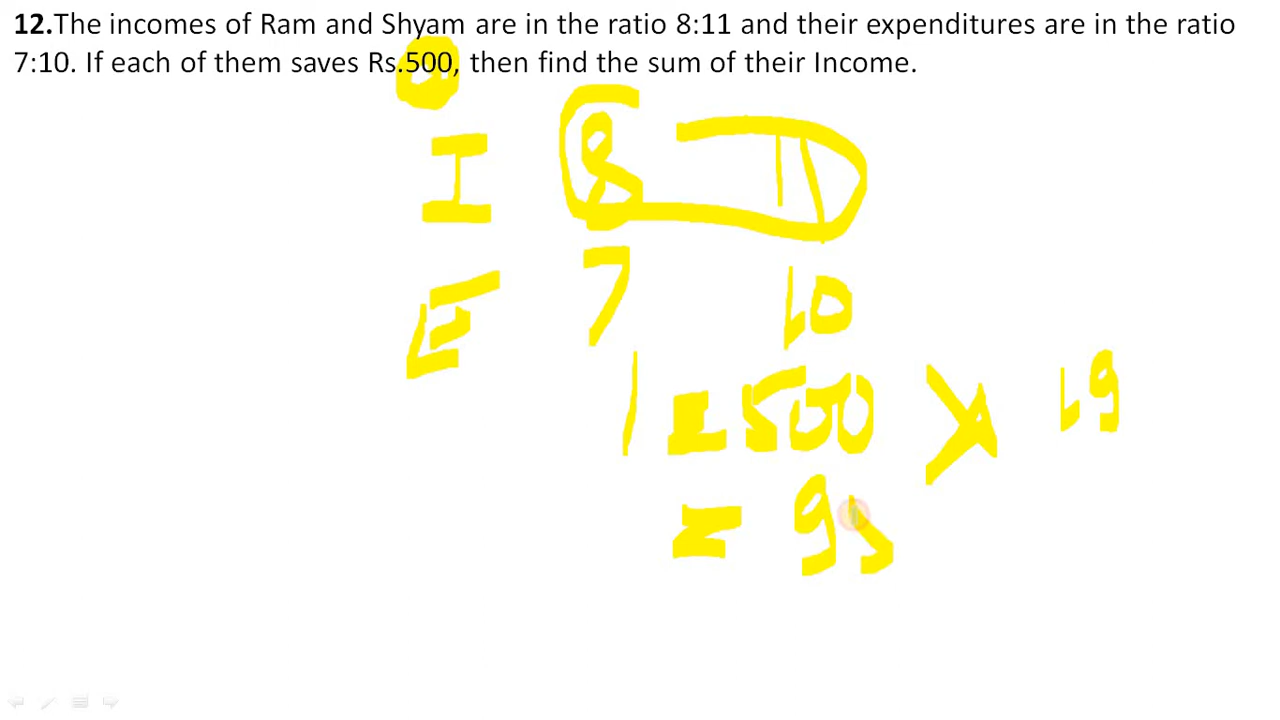 12.The incomes of Ram and Shyam are in the ratio 8:11 and their expenditures are in the ratio
7:10. If each of them saves Rs.500, then find the sum of their Income.
I 8 11
E 7 10
1 = 500 × 19
= 95